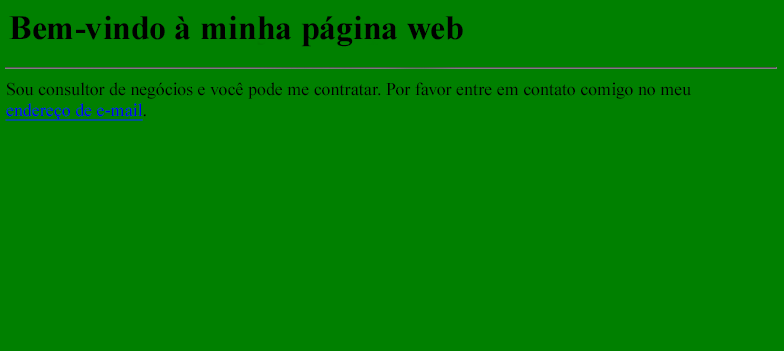 Bem-vindo à minha página web
Sou consultor de negócios e você pode me contratar. Por favor entre em contato comigo no meu
endereço de e-mail.